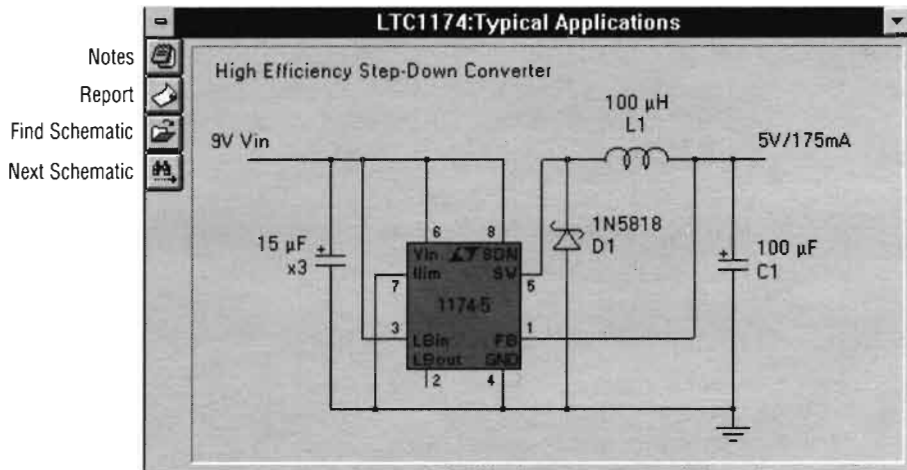 LTC1174:Typical Applications
Notes
Report
Find Schematic
Next Schematic
High Efficiency Step-Down Converter
100 µH
L1
9V Vin
5V/175mA
6
8
15 µF
x3
+
Vin
SDN
Ilim
SW
7
5
1174-5
1N5818
D1
+
100 µF
C1
3
1
LBin
FB
LBout
GND
2
4